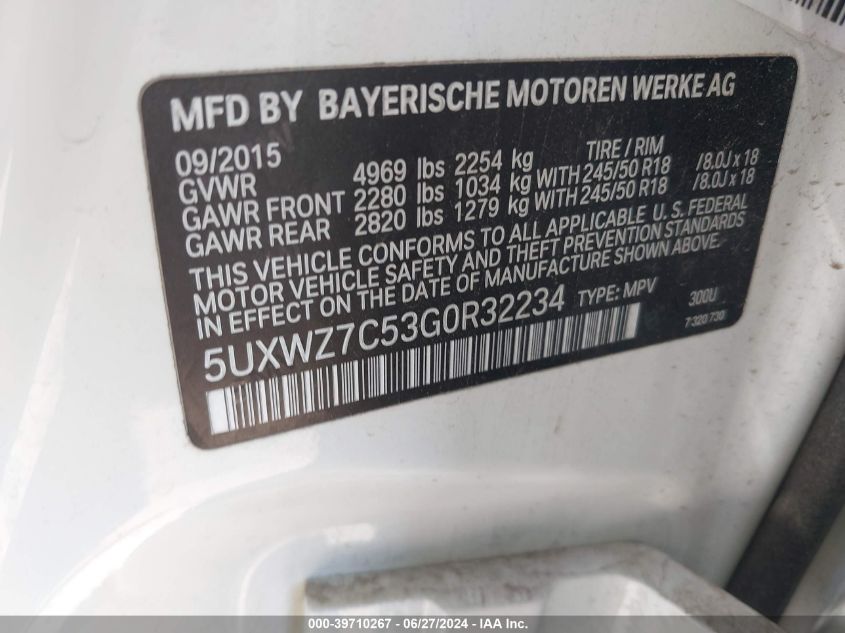 MFD BY BAYERISCHE MOTOREN WERKE AG
09/2015 TIRE / RIM
GVWR 4969 lbs 2254 kg
GAWR FRONT 2280 lbs 1034 kg WITH 245/50 R18 /8.0J x 18
GAWR REAR 2820 lbs 1279 kg WITH 245/50 R18 /8.0J x 18
THIS VEHICLE CONFORMS TO ALL APPLICABLE U. S. FEDERAL
MOTOR VEHICLE SAFETY AND THEFT PREVENTION STANDARDS
IN EFFECT ON THE DATE OF MANUFACTURE SHOWN ABOVE.
5UXWZ7C53G0R32234 TYPE: MPV 300U
7 320 730
000-39710267 - 06/27/2024 - IAA Inc.